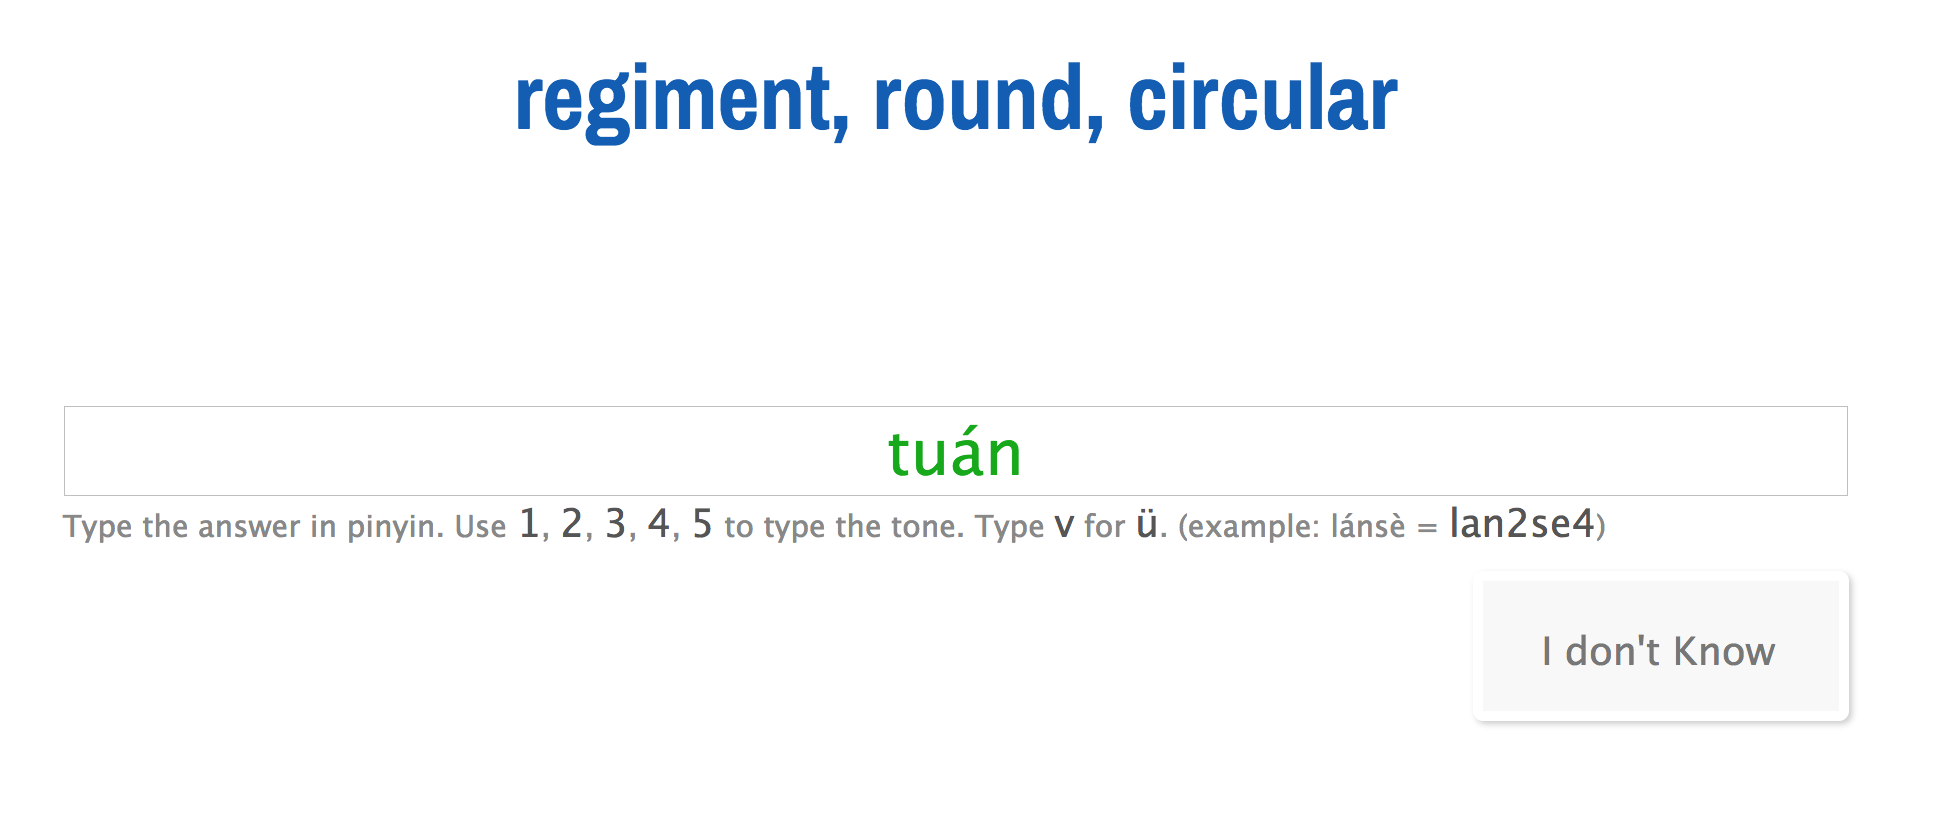 regiment, round, circular
tuán
Type the answer in pinyin. Use 1, 2, 3, 4, 5 to type the tone. Type v for ü. (example: lánsè = lan2se4)
I don't Know